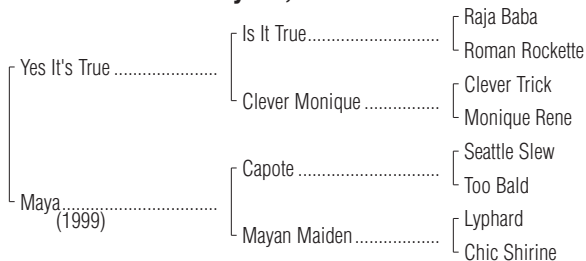 Raja Baba
Is It True
Roman Rockette
Yes It's True
Clever Trick
Clever Monique
Monique Rene
Seattle Slew
Capote
Too Bald
Maya
(1999)
Lyphard
Mayan Maiden
Chic Shirine